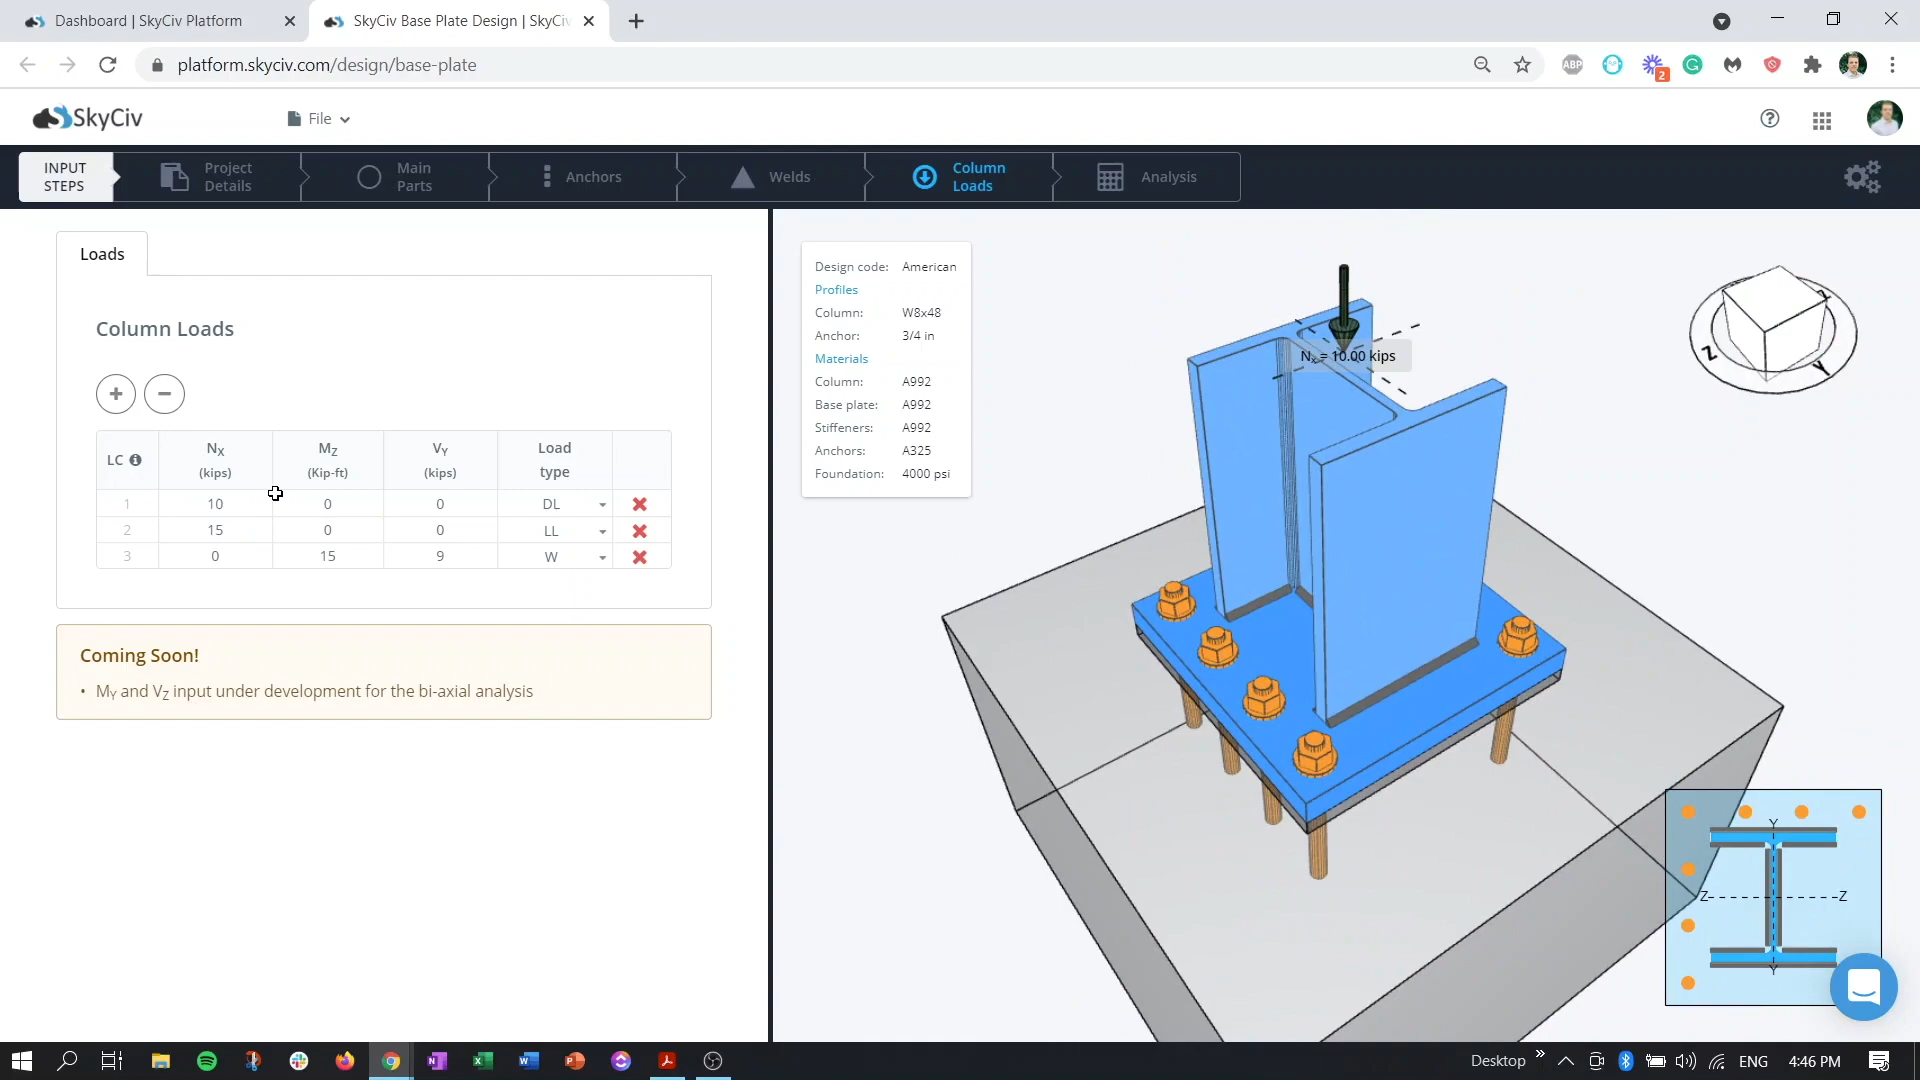 Dashboard | SkyCiv Platform
SkyCiv Base Plate Design | SkyCiv
platform.skyciv.com/design/base-plate
ABP
2
SkyCiv
File
INPUT
STEPS
Project
Details
Main
Parts
Anchors
Welds
Column
Loads
Analysis
Loads
Column Loads
LC
NX
(kips)
MZ
(Kip-ft)
VY
(kips)
Load
type
1 10 0 0 DL
2 15 0 0 LL
3 0 15 9 W
Coming Soon!
• MY and VZ input under development for the bi-axial analysis
Design code: American
Profiles
Column: W8x48
Anchor: 3/4 in
Materials
Column: A992
Base plate: A992
Stiffeners: A992
Anchors: A325
Foundation: 4000 psi
Nx = 10.00 kips
Z
Y
Y
Z
Z
Y
Desktop
ENG
4:46 PM